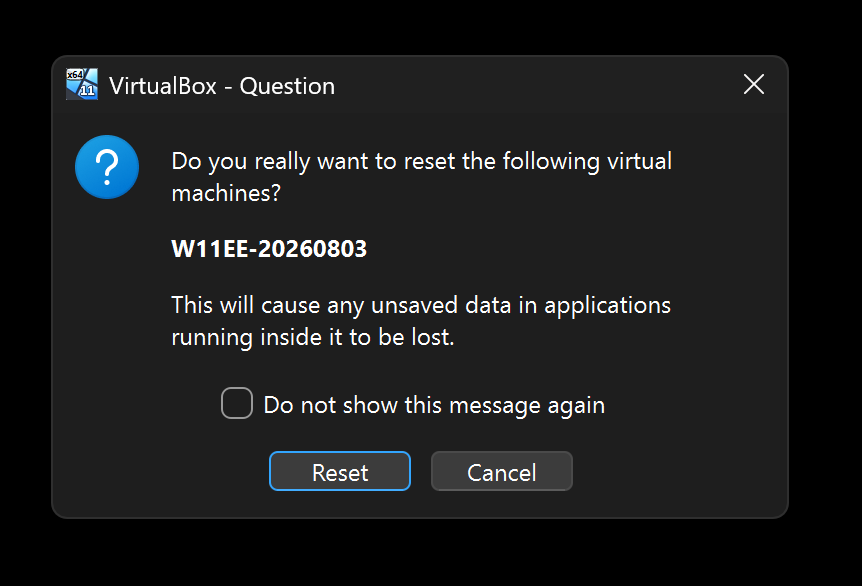 x64
11
VirtualBox - Question
?
Do you really want to reset the following virtual
machines?
W11EE-20260803
This will cause any unsaved data in applications
running inside it to be lost.
Do not show this message again
Reset
Cancel